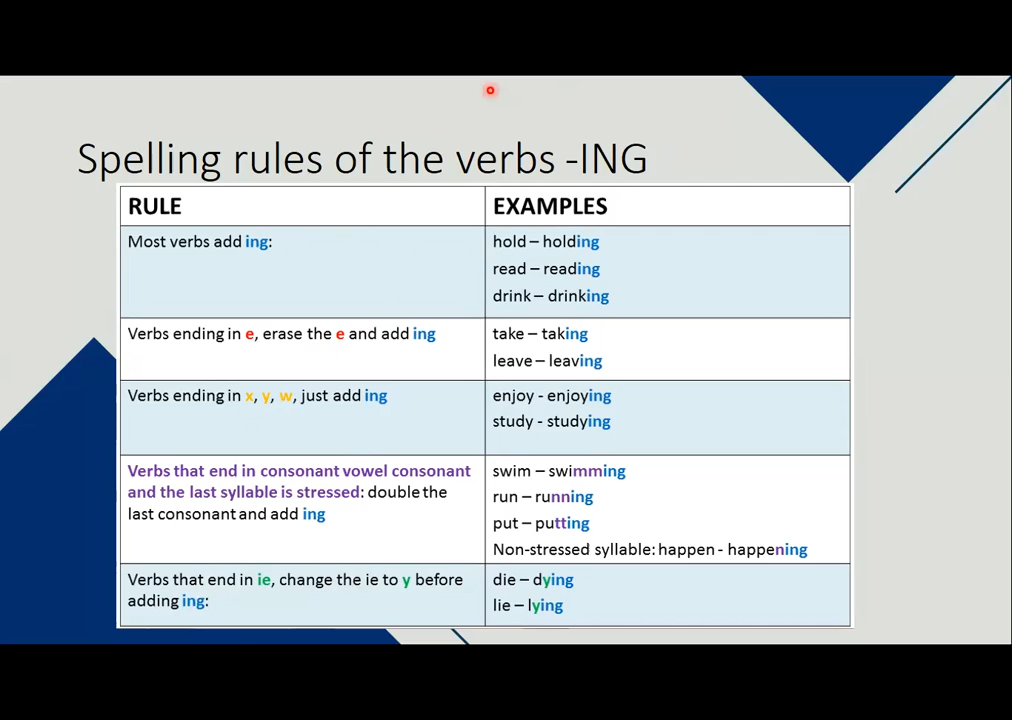 Spelling rules of the verbs -ING
RULE
EXAMPLES
Most verbs add ing:
hold – holding
read – reading
drink – drinking
Verbs ending in e, erase the e and add ing
take – taking
leave – leaving
Verbs ending in x, y, w, just add ing
enjoy - enjoying
study - studying
Verbs that end in consonant vowel consonant
and the last syllable is stressed: double the
last consonant and add ing
swim – swimming
run – running
put – putting
Non-stressed syllable: happen - happening
Verbs that end in ie, change the ie to y before
adding ing:
die – dying
lie – lying